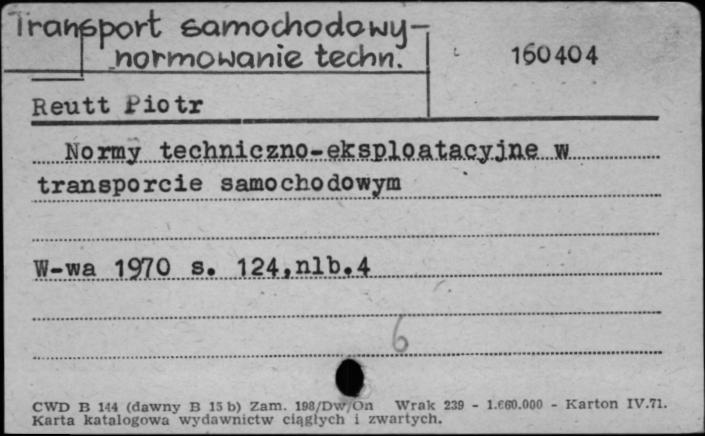 Transport samochodowy-
normowanie techn.
160404
Reutt Piotr
Normy techniczno-eksploatacyjne w
transporcie samochodowym
W-wa 1970 s. 124,nlb.4
6
CWD B 144 (dawny B 15 b) Zam. 198/Dw/On Wrak 239 - 1.660.000 - Karton IV.71.
Karta katalogowa wydawnictw ciągłych i zwartych.